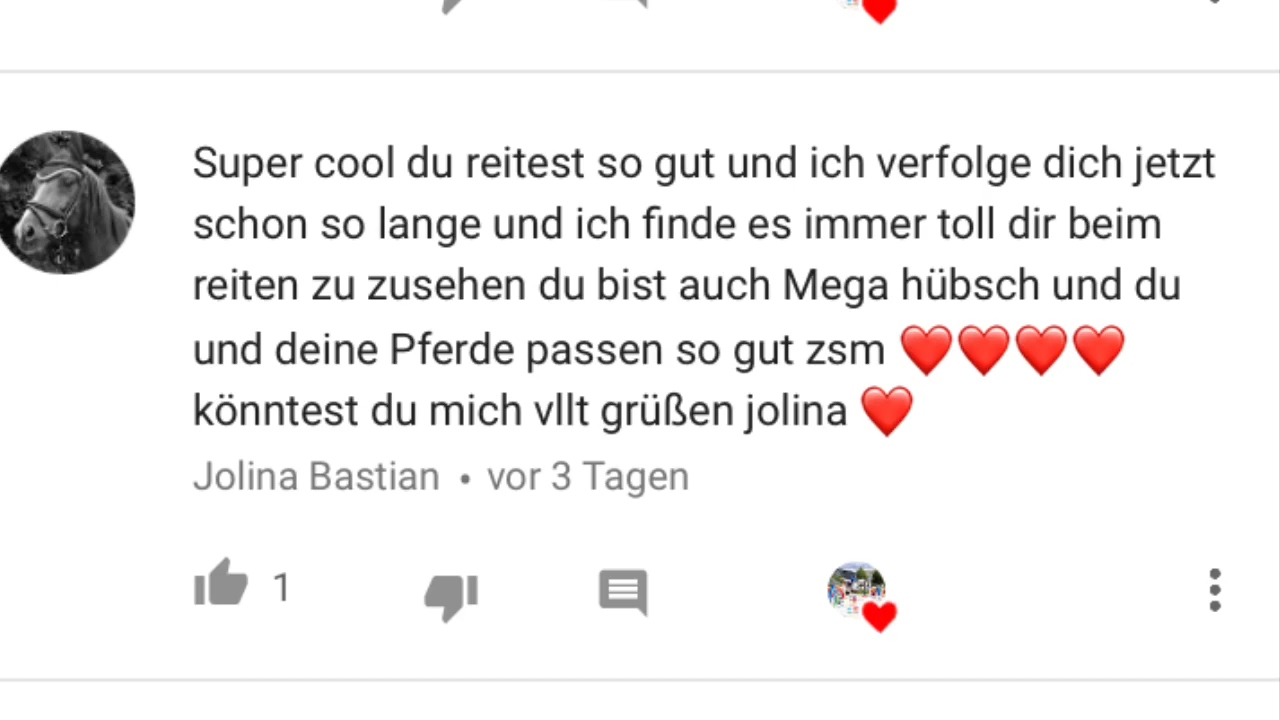 Super cool du reitest so gut und ich verfolge dich jetzt
schon so lange und ich finde es immer toll dir beim
reiten zu zusehen du bist auch Mega hübsch und du
und deine Pferde passen so gut zsm ❤️❤️❤️❤️
könntest du mich vllt grüßen jolina ❤️
Jolina Bastian • vor 3 Tagen
1